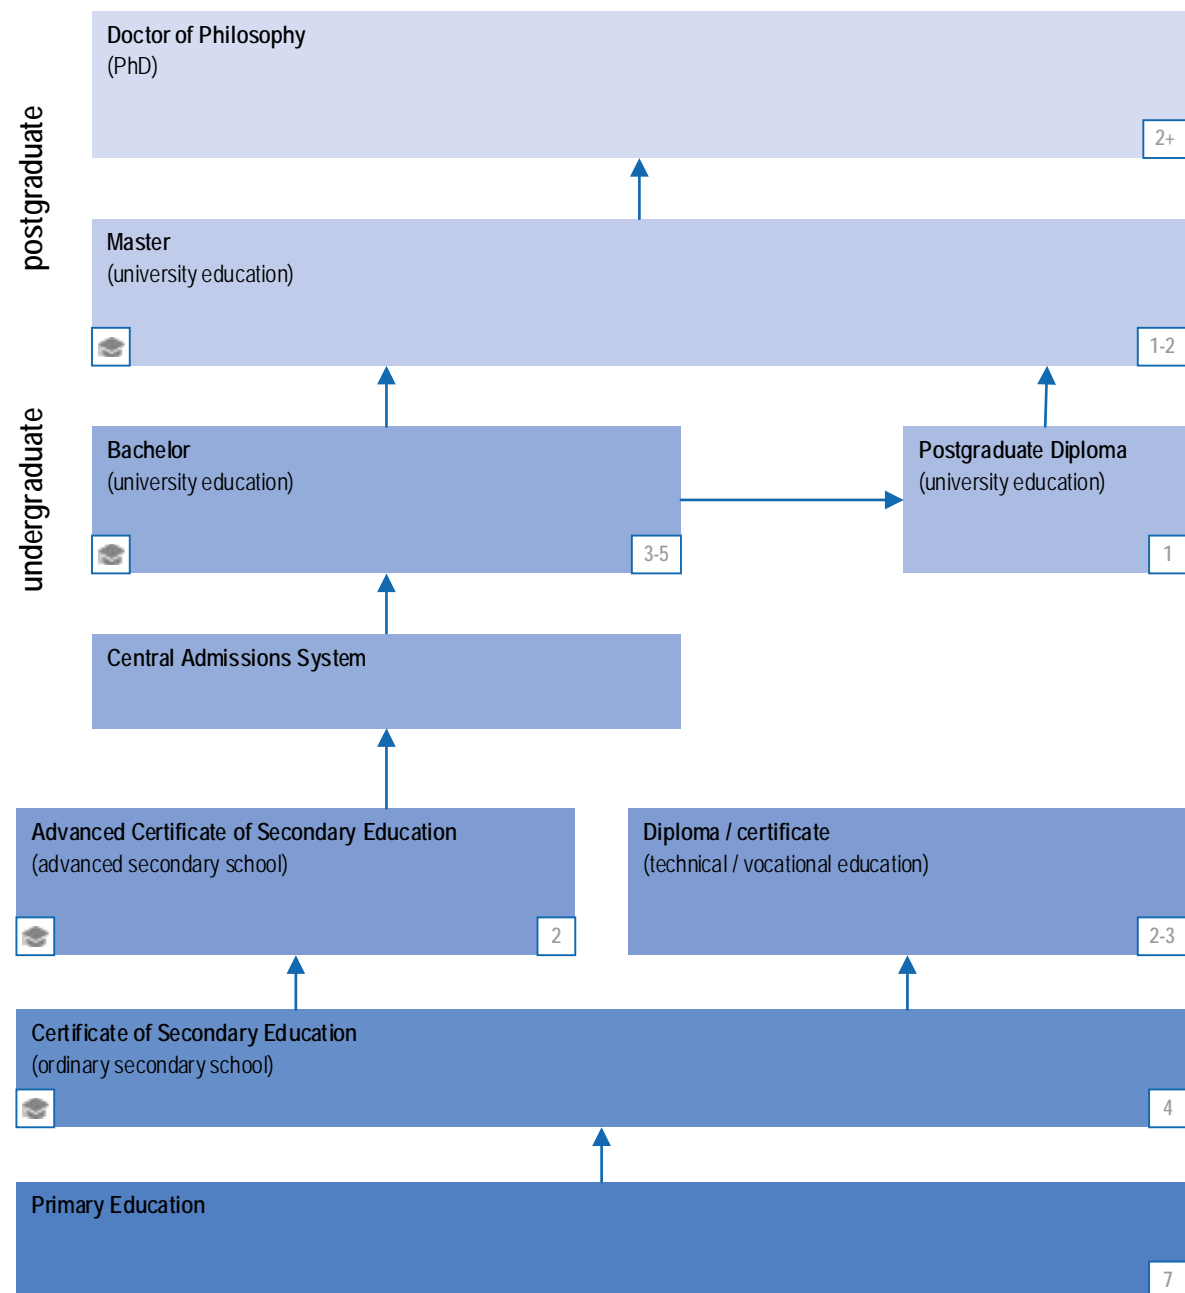 postgraduate
Doctor of Philosophy
(PhD)
2+
Master
(university education)
1-2
undergraduate
Bachelor
(university education)
3-5
Postgraduate Diploma
(university education)
1
Central Admissions System
Advanced Certificate of Secondary Education
(advanced secondary school)
2
Diploma / certificate
(technical / vocational education)
2-3
Certificate of Secondary Education
(ordinary secondary school)
4
Primary Education
7